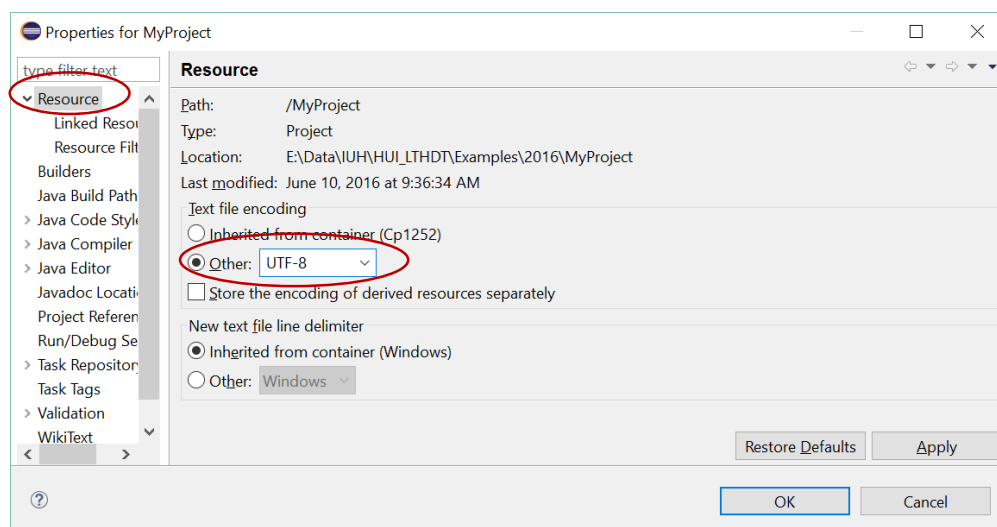 Properties for MyProject
type filter text
Resource
Linked Resou
Resource Filt
Builders
Java Build Path
Java Code Style
Java Compiler
Java Editor
Javadoc Locati
Project Referen
Run/Debug Se
Task Repository
Task Tags
Validation
WikiText
Resource
Path: /MyProject
Type: Project
Location: E:\Data\IUH\HUI_LTHDT\Examples\2016\MyProject
Last modified: June 10, 2016 at 9:36:34 AM
Text file encoding
Inherited from container (Cp1252)
Other: UTF-8
Store the encoding of derived resources separately
New text file line delimiter
Inherited from container (Windows)
Other: Windows
Restore Defaults Apply
OK Cancel